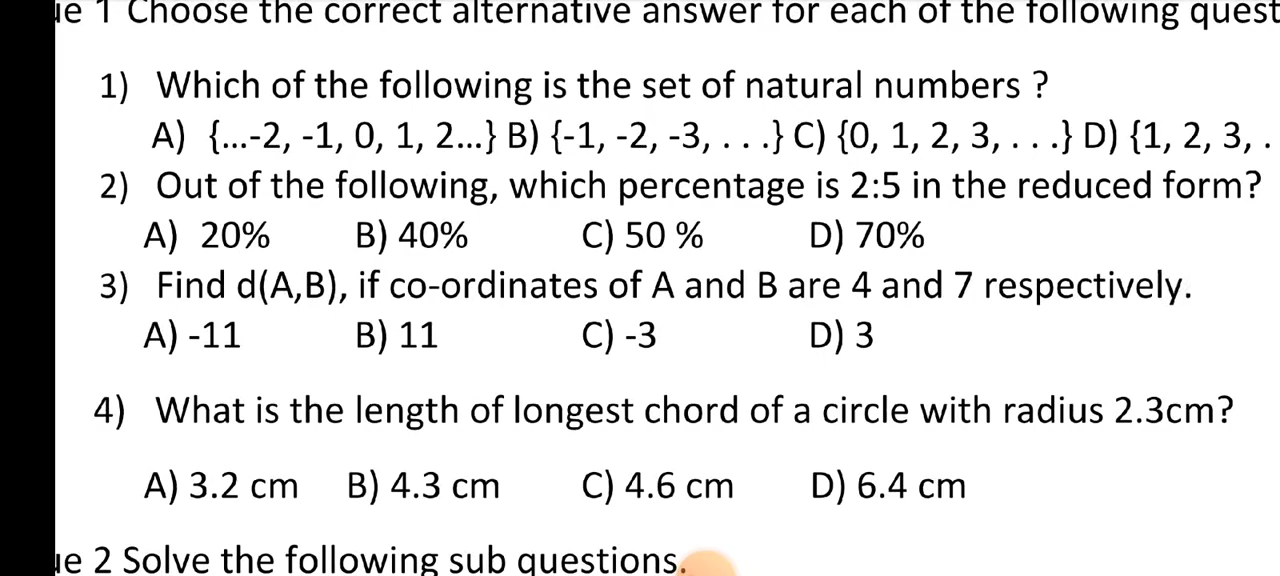 ue 1 Choose the correct alternative answer for each of the following quest
1) Which of the following is the set of natural numbers ?
A) {...-2, -1, 0, 1, 2...} B) {-1, -2, -3, . . .} C) {0, 1, 2, 3, . . .} D) {1, 2, 3, .
2) Out of the following, which percentage is 2:5 in the reduced form?
A) 20% B) 40% C) 50 % D) 70%
3) Find d(A,B), if co-ordinates of A and B are 4 and 7 respectively.
A) -11 B) 11 C) -3 D) 3
4) What is the length of longest chord of a circle with radius 2.3cm?
A) 3.2 cm B) 4.3 cm C) 4.6 cm D) 6.4 cm
ue 2 Solve the following sub questions.